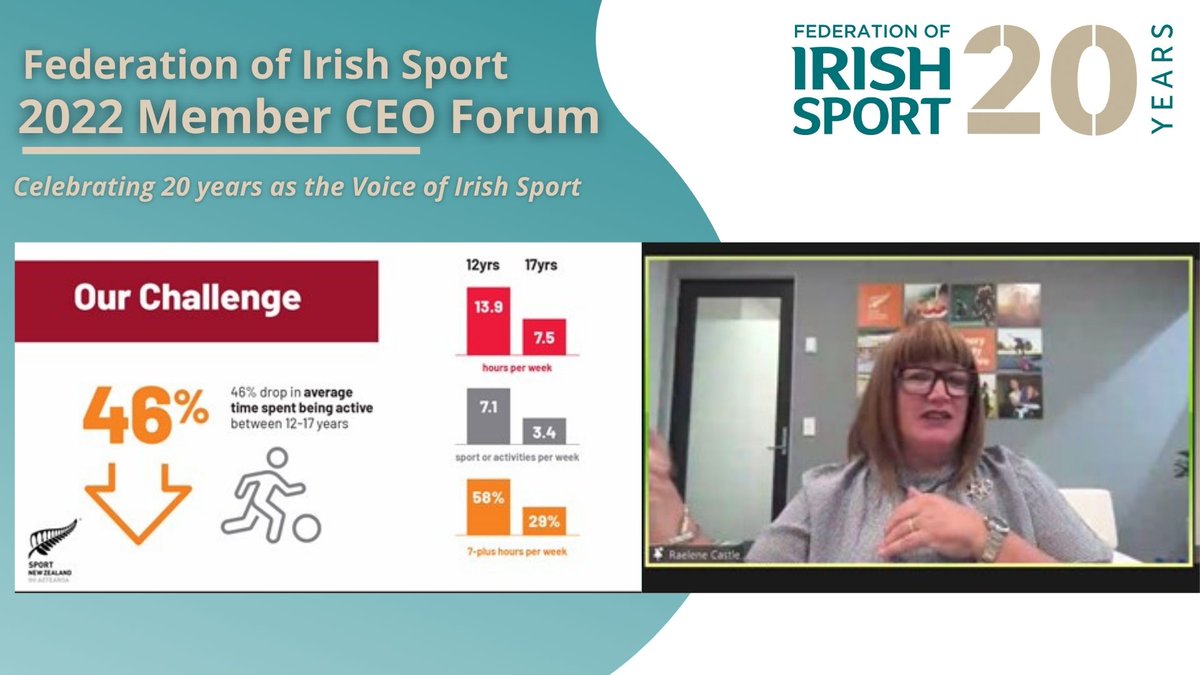 Federation of Irish Sport
2022 Member CEO Forum
Celebrating 20 years as the Voice of Irish Sport
FEDERATION OF
IRISH
SPORT
20
YEARS
Our Challenge
46%
46% drop in average
time spent being active
between 12-17 years
SPORT
NEW ZEALAND
12yrs 17yrs
13.9
7.5
hours per week
7.1
3.4
sport or activities per week
58%
29%
7-plus hours per week
Raelene Castle